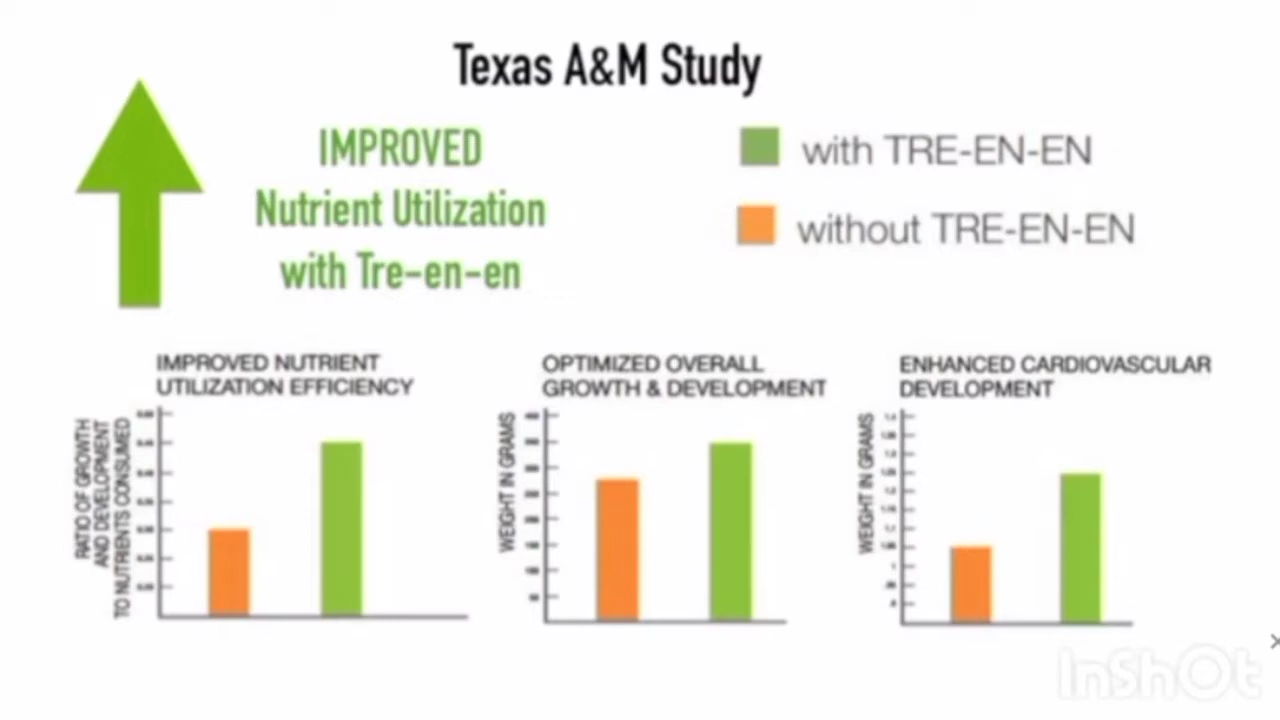 Texas A&M Study
IMPROVED
Nutrient Utilization
with Tre-en-en
with TRE-EN-EN
without TRE-EN-EN
IMPROVED NUTRIENT
UTILIZATION EFFICIENCY
RATIO OF GROWTH
AND DEVELOPMENT
TO NUTRIENTS CONSUMED
OPTIMIZED OVERALL
GROWTH & DEVELOPMENT
WEIGHT IN GRAMS
ENHANCED CARDIOVASCULAR
DEVELOPMENT
WEIGHT IN GRAMS
InShOt